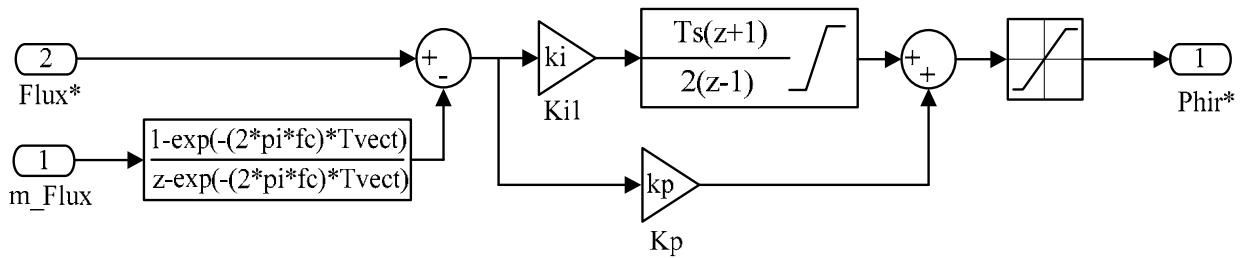 2
Flux*
1
m_Flux
1-exp(-(2*pi*fc)*Tvect)
z-exp(-(2*pi*fc)*Tvect)
+
-
ki
Ki1
Ts(z+1)
2(z-1)
kp
Kp
+
+
1
Phir*